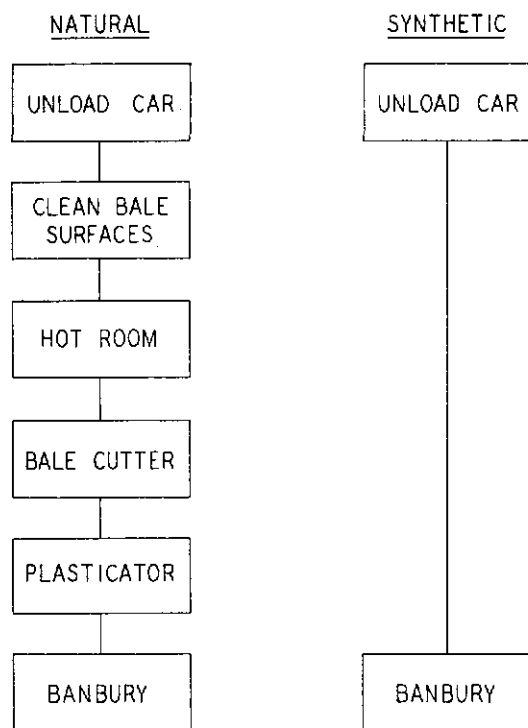 NATURAL
UNLOAD CAR
CLEAN BALE
SURFACES
HOT ROOM
BALE CUTTER
PLASTICATOR
BANBURY
SYNTHETIC
UNLOAD CAR
BANBURY